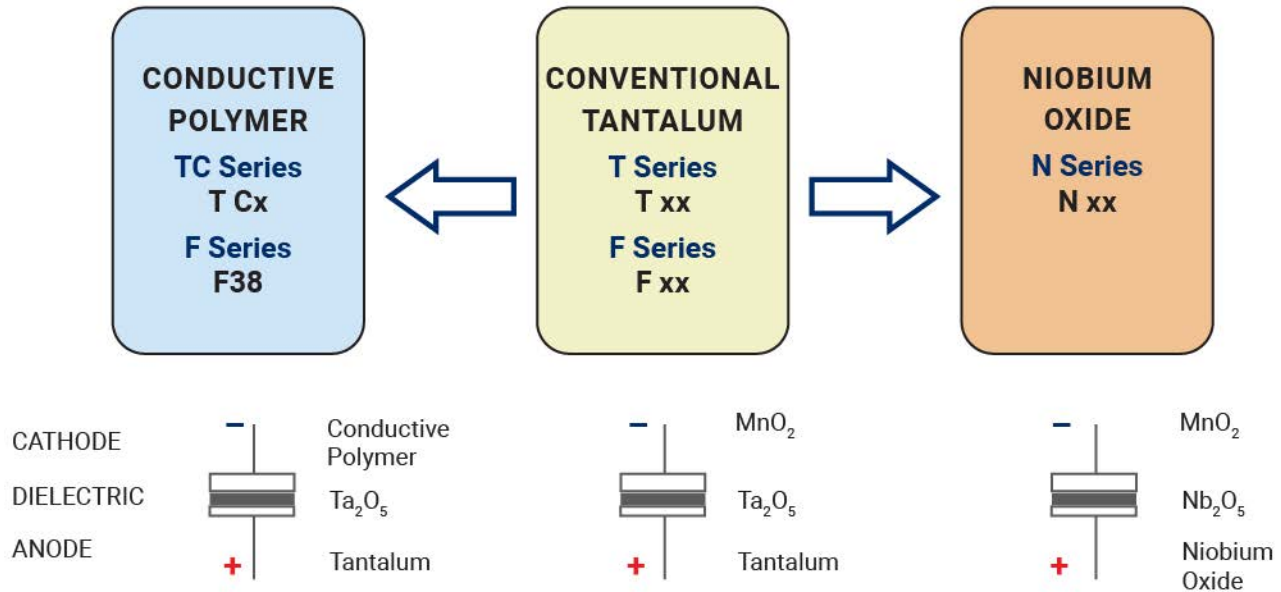 CONDUCTIVE
POLYMER
TC Series
T Cx
F Series
F38
CONVENTIONAL
TANTALUM
T Series
T xx
F Series
F xx
NIOBIUM
OXIDE
N Series
N xx
CATHODE
DIELECTRIC
ANODE
−
Conductive
Polymer
Ta₂O₅
+
Tantalum
−
MnO₂
Ta₂O₅
+
Tantalum
−
MnO₂
Nb₂O₅
+
Niobium
Oxide